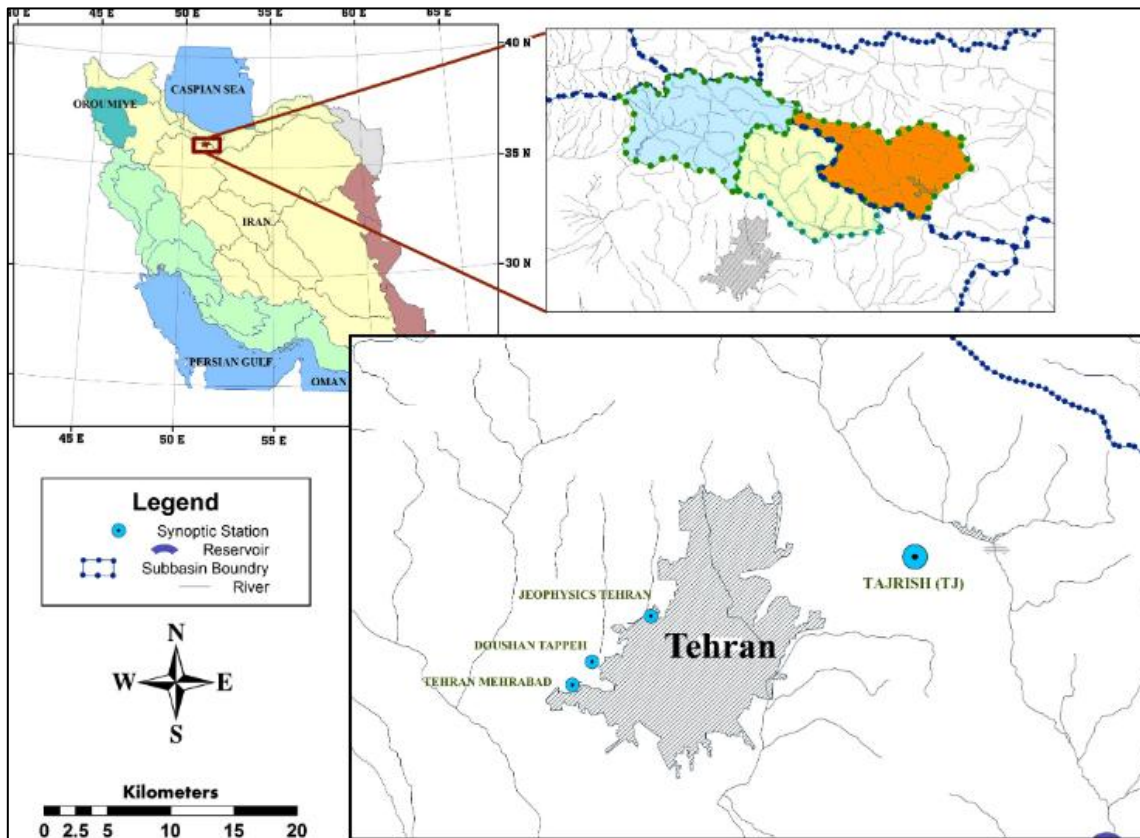 40 E
45 E
50 E
55 E
60 E
65 E
40 N
CASPIAN SEA
OROUMIYE
35 N
IRAN
30 N
PERSIAN GULF
OMAN
45 E
50 E
55 E
Legend
Synoptic Station
Reservoir
Subbasin Boundry
River
N
W
E
S
Kilometers
0 2.5 5 10 15 20
TAJRISH (TJ)
JEOPHYSICS TEHRAN
Tehran
DOUSHAN TAPPEH
TEHRAN MEHRABAD